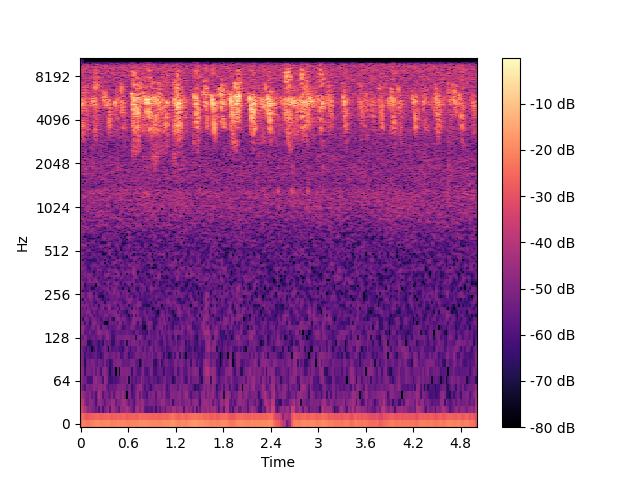 8192
4096
2048
1024
512
256
128
64
0
Hz
0 0.6 1.2 1.8 2.4 3 3.6 4.2 4.8
Time
-10 dB
-20 dB
-30 dB
-40 dB
-50 dB
-60 dB
-70 dB
-80 dB